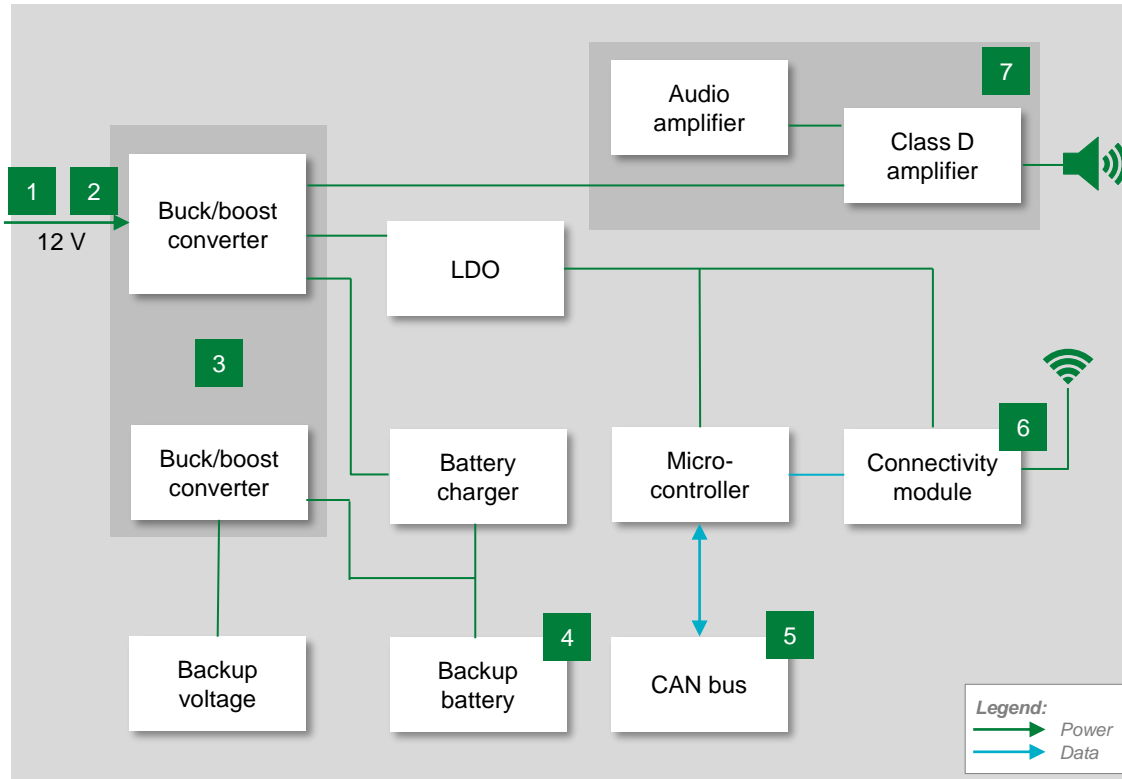 Audio
amplifier
7
Class D
amplifier
1
2
12 V
Buck/boost
converter
LDO
3
Buck/boost
converter
Battery
charger
Micro-
controller
6
Connectivity
module
Backup
voltage
4
Backup
battery
5
CAN bus
Legend:
Power
Data